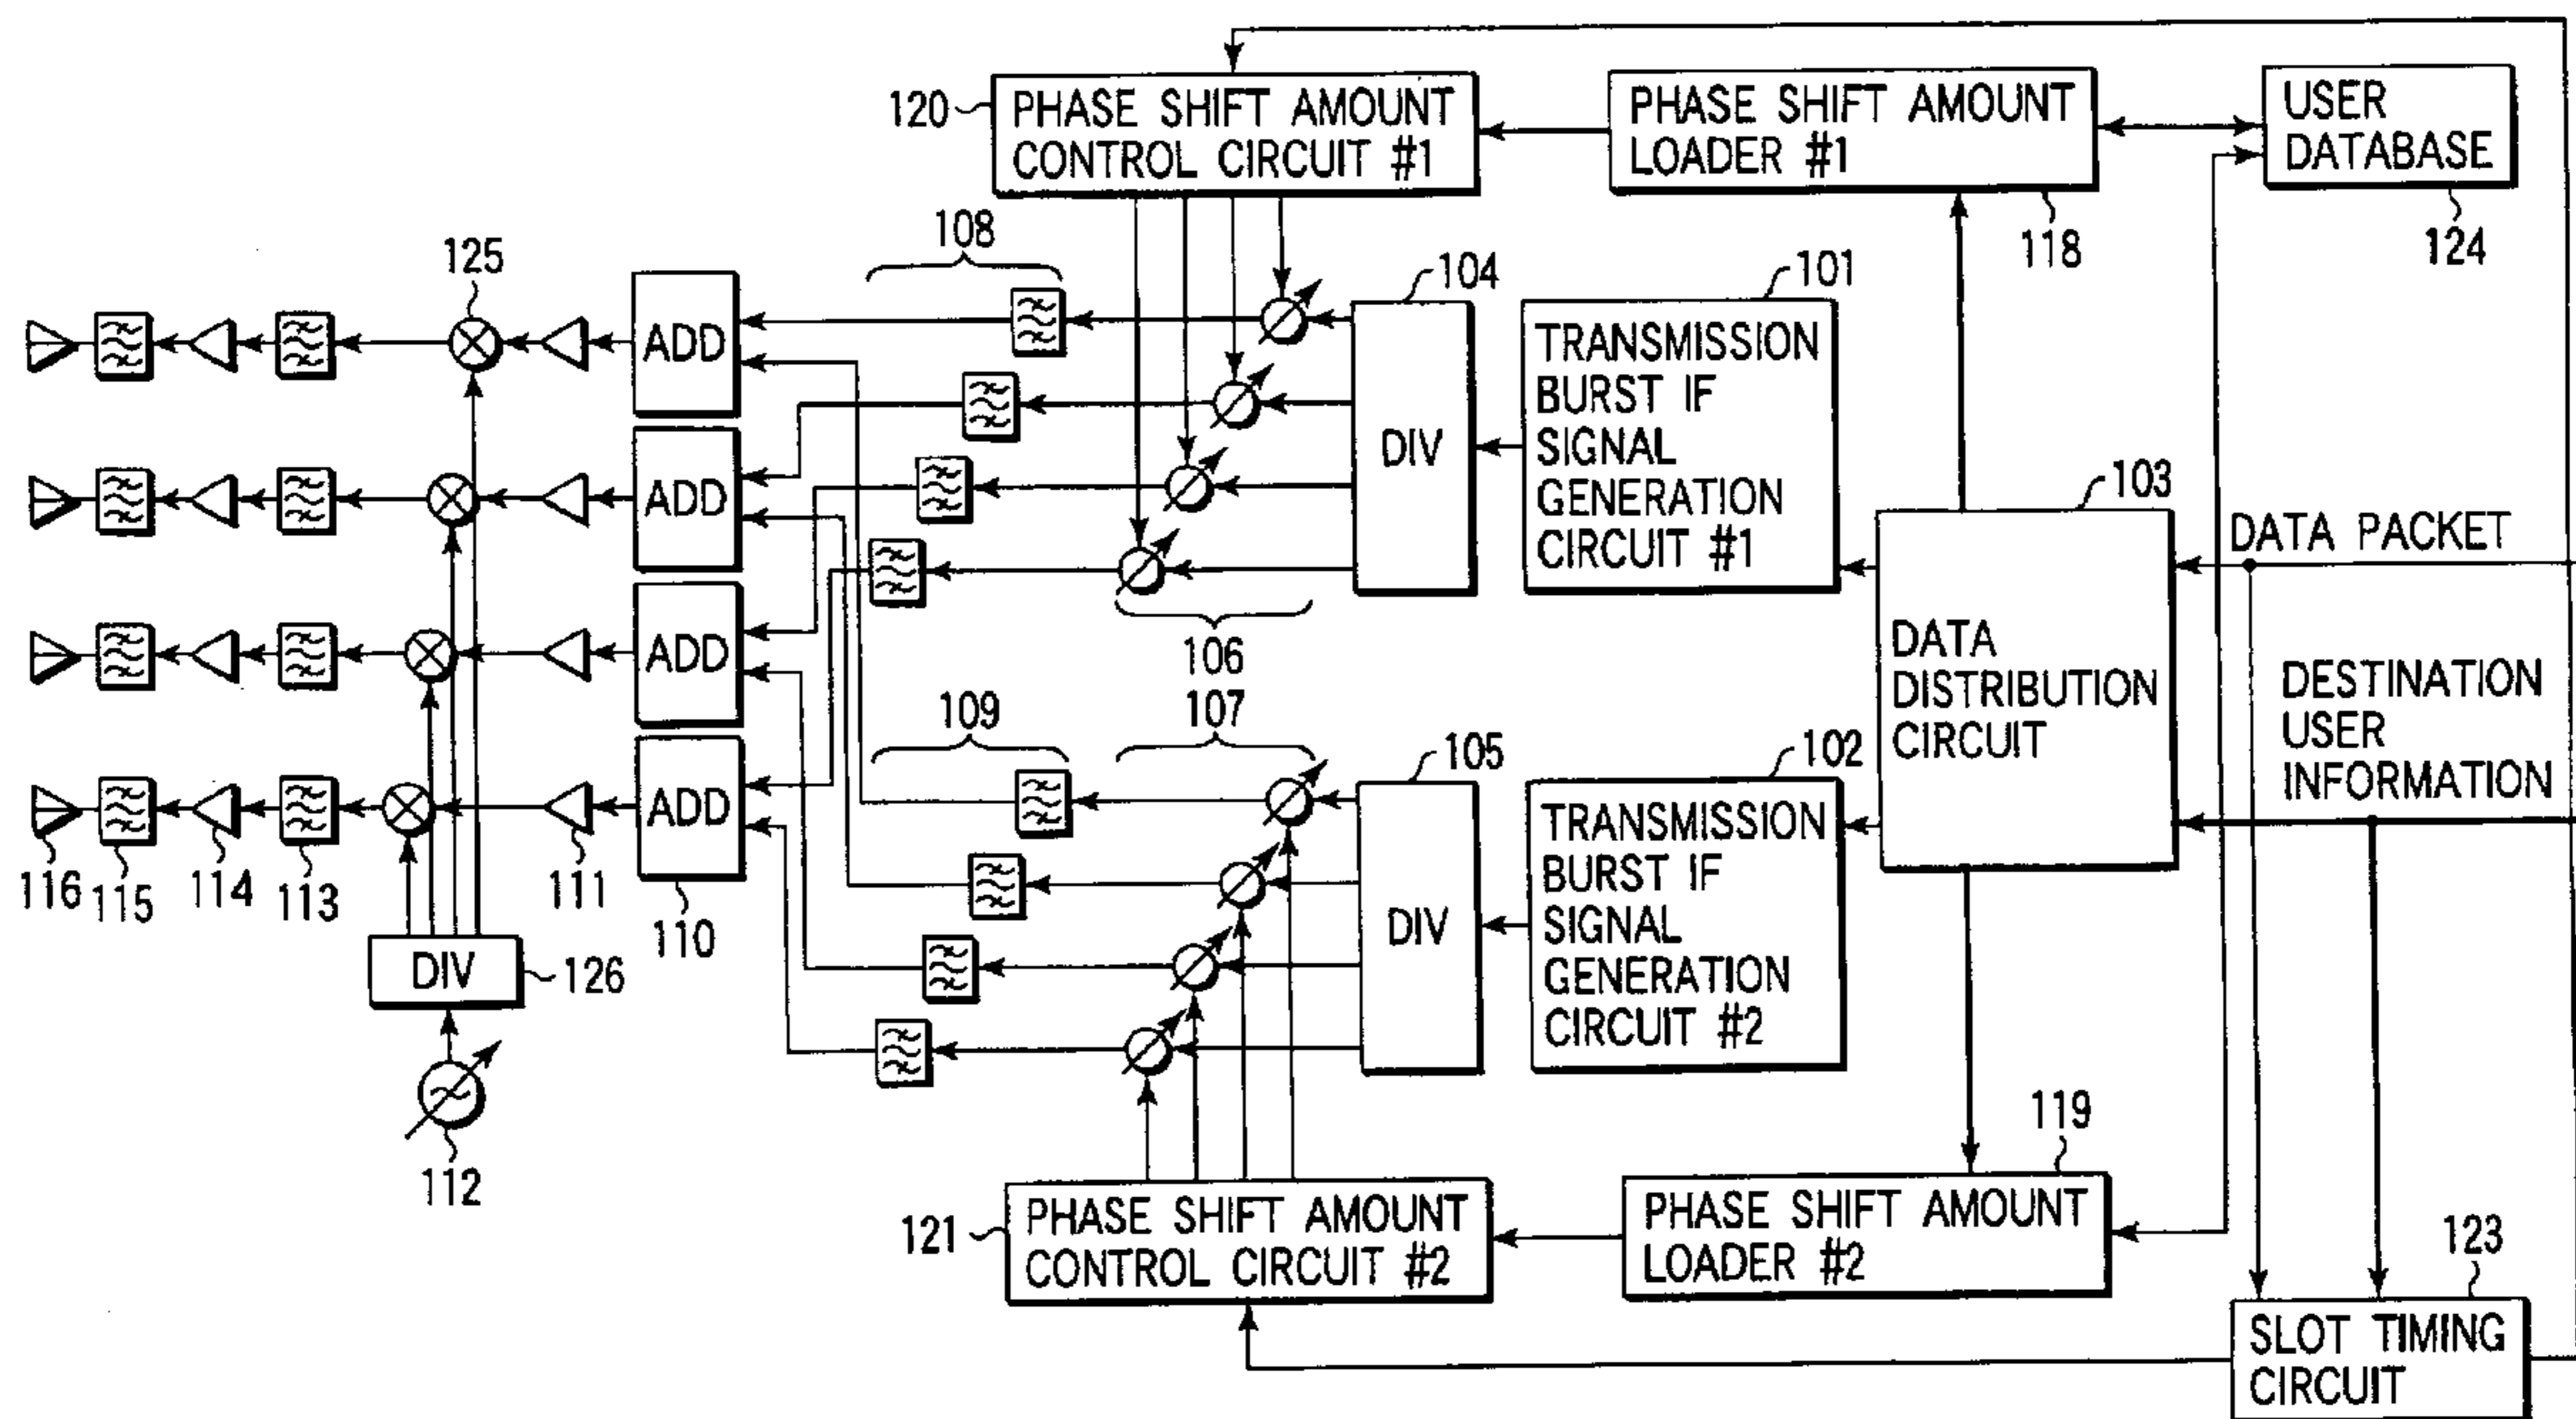 120
PHASE SHIFT AMOUNT
CONTROL CIRCUIT #1
PHASE SHIFT AMOUNT
LOADER #1
USER
DATABASE
118
124
108
125
104
101
ADD
ADD
ADD
ADD
DIV
TRANSMISSION
BURST IF
SIGNAL
GENERATION
CIRCUIT #1
103
DATA PACKET
106
DATA
DISTRIBUTION
CIRCUIT
DESTINATION
USER
INFORMATION
109
107
105
102
DIV
TRANSMISSION
BURST IF
SIGNAL
GENERATION
CIRCUIT #2
116
115
114
113
111
110
DIV
126
112
119
121
PHASE SHIFT AMOUNT
CONTROL CIRCUIT #2
PHASE SHIFT AMOUNT
LOADER #2
123
SLOT TIMING
CIRCUIT